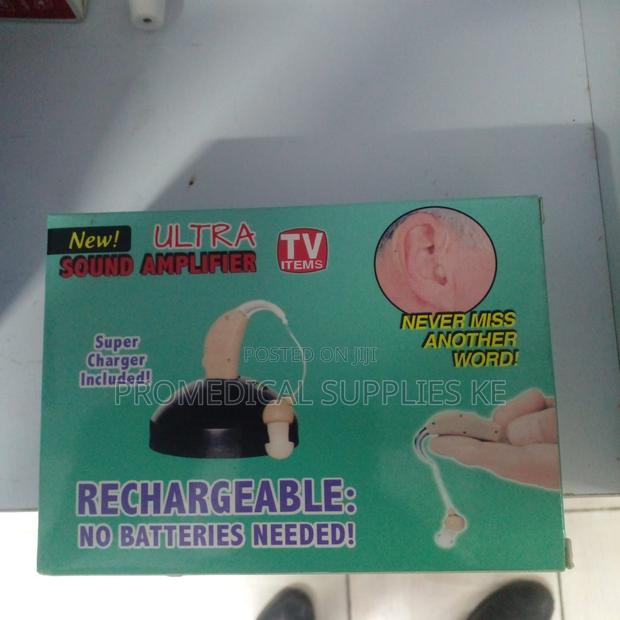 New!
ULTRA
SOUND AMPLIFIER
TV
ITEMS
NEVER MISS
ANOTHER
WORD!
Super
Charger
Included!
POSTED ON JIJI
PROMEDICAL SUPPLIES KE
RECHARGEABLE:
NO BATTERIES NEEDED!